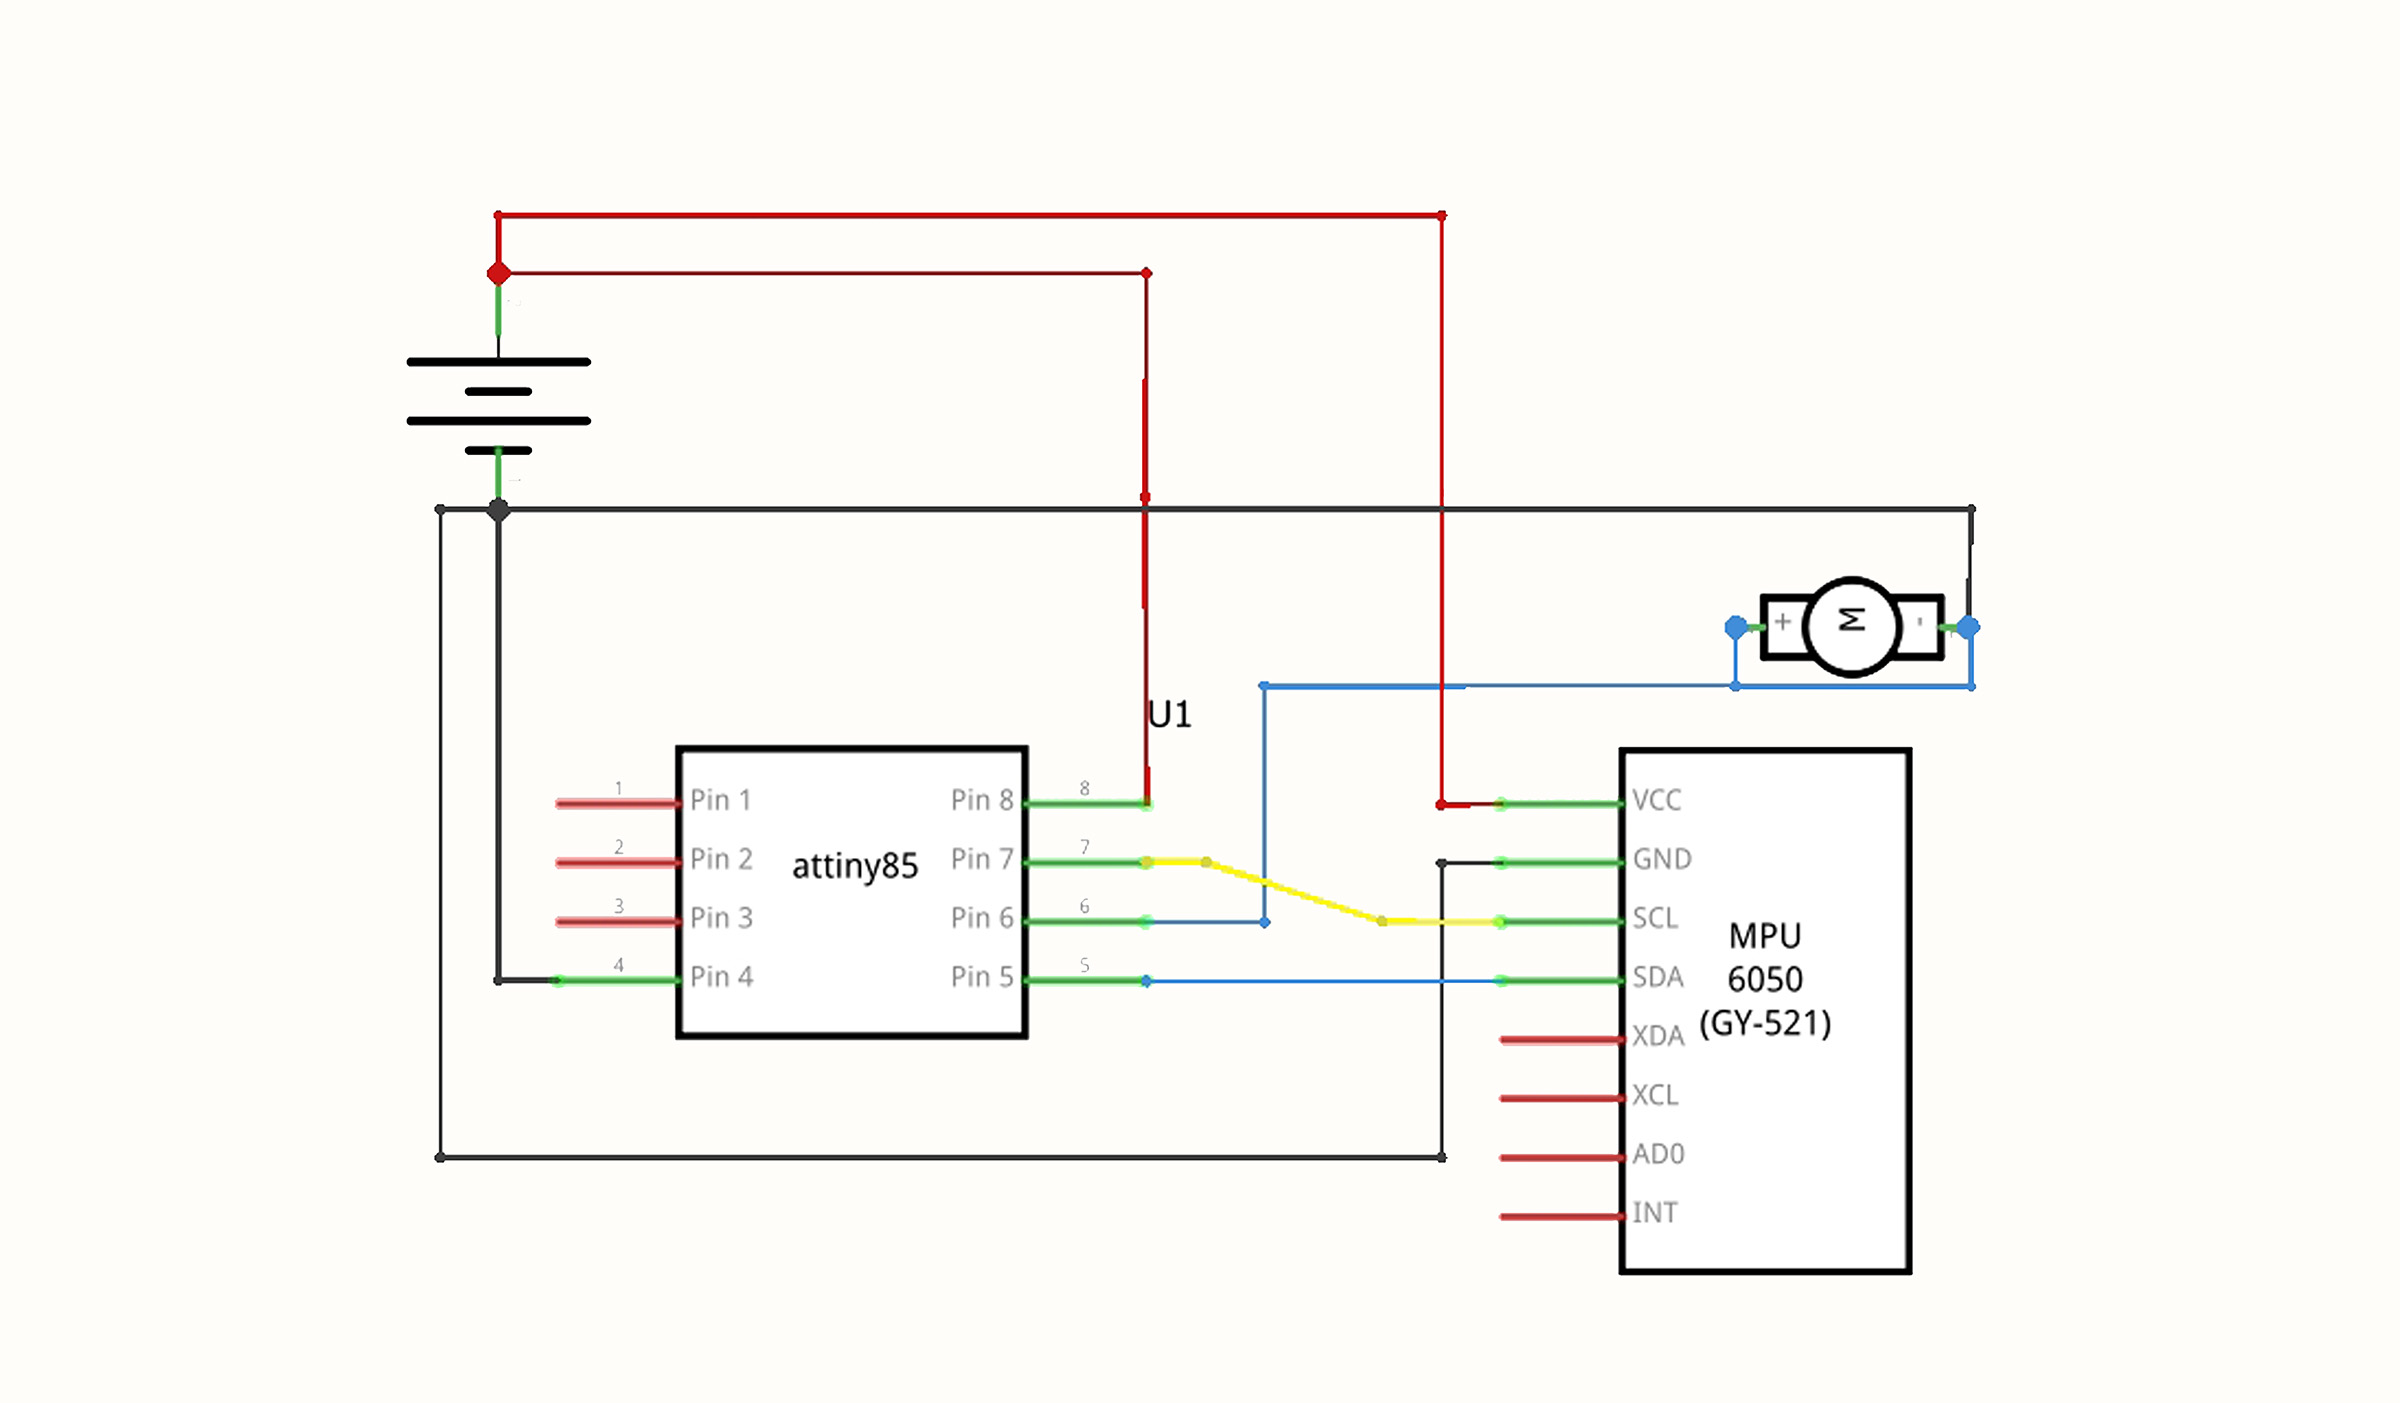 + M -
U1
1 Pin 1 Pin 8 8
2 Pin 2 attiny85 Pin 7 7
3 Pin 3 Pin 6 6
4 Pin 4 Pin 5 5
VCC
GND
SCL
SDA
XDA
XCL
AD0
INT
MPU
6050
(GY-521)